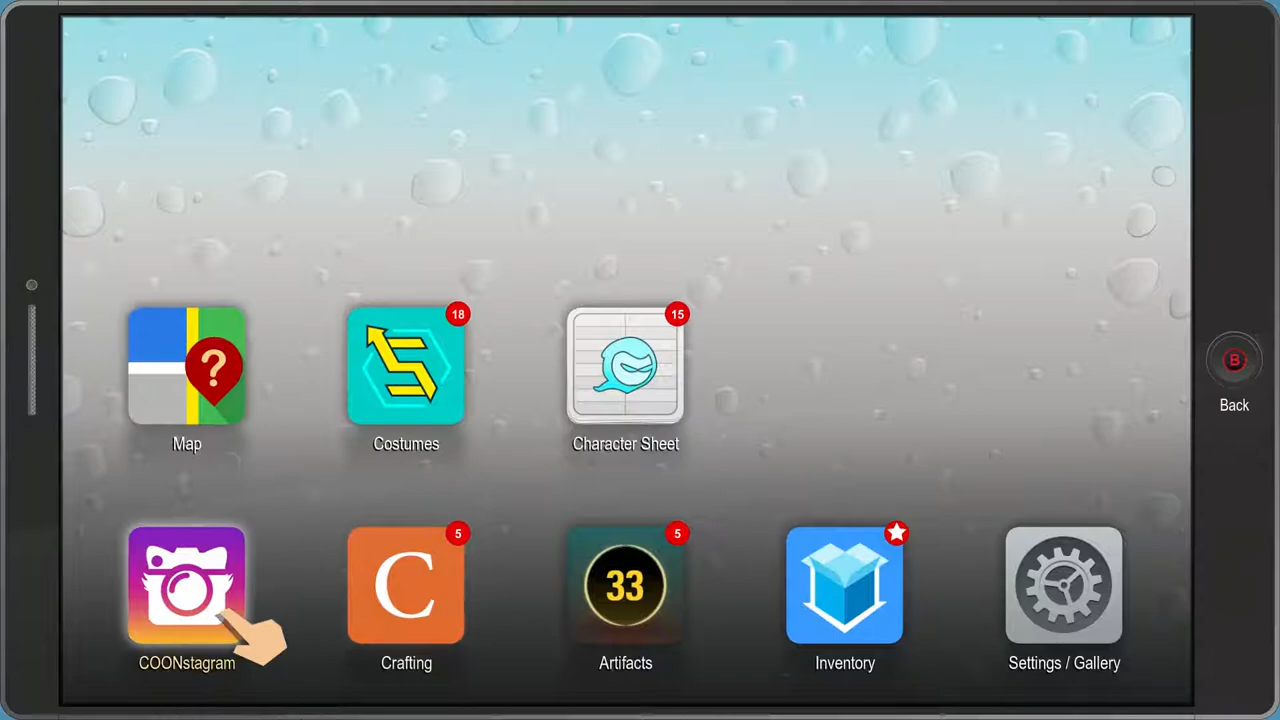 18
15
?
B
Back
Map
Costumes
Character Sheet
5
5
C
33
COONstagram
Crafting
Artifacts
Inventory
Settings / Gallery